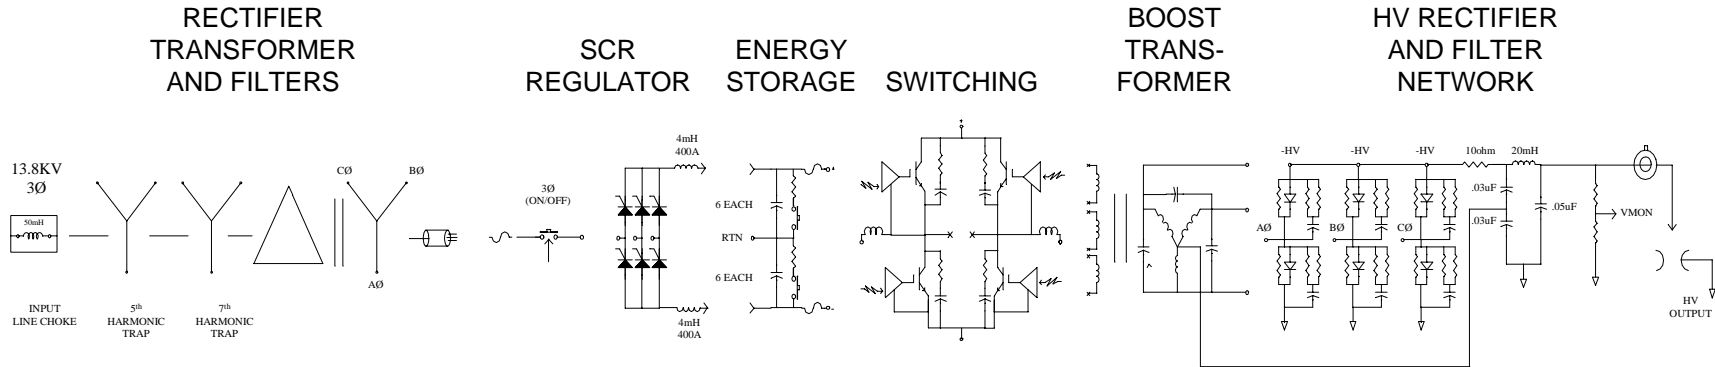 RECTIFIER
TRANSFORMER
AND FILTERS
SCR
REGULATOR
ENERGY
STORAGE
SWITCHING
BOOST
TRANS-
FORMER
HV RECTIFIER
AND FILTER
NETWORK
13.8KV
3Ø
50mH
INPUT
LINE CHOKE
5th
HARMONIC
TRAP
7th
HARMONIC
TRAP
CØ
BØ
AØ
3Ø
(ON/OFF)
4mH
400A
4mH
400A
6 EACH
RTN
6 EACH
+
-
+
-
AØ
-HV
BØ
-HV
CØ
-HV
10ohm
20mH
.03uF
.03uF
.05uF
VMON
HV
OUTPUT